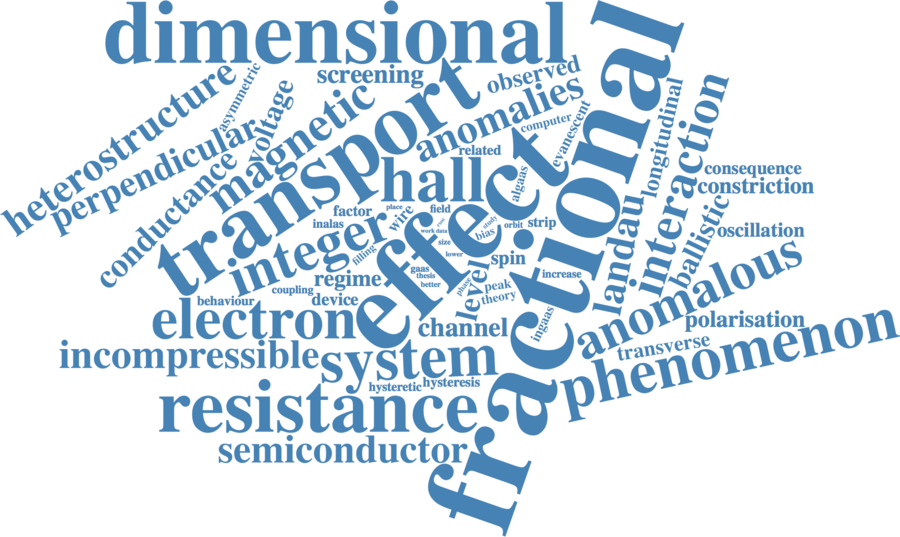 dimensional
screening
observed
heterostructure
asymmetric
voltage
magnetic
transport
anomalies
computer
evanescent
fractional
longitudinal
interaction
perpendicular
conductance
related
hall
effect
algaas
consequence
constriction
factor
place
field
inalas
wire
work
data
study
bias
orbit
strip
landau
ballistic
oscillation
integer
filling
size
lower
spin
level
regime
gaas
thesis
better
phase
increase
anomalous
coupling
behaviour
device
peak
theory
electron
channel
ingaas
polarisation
transverse
phenomenon
incompressible
system
hysteretic
hysteresis
resistance
semiconductor